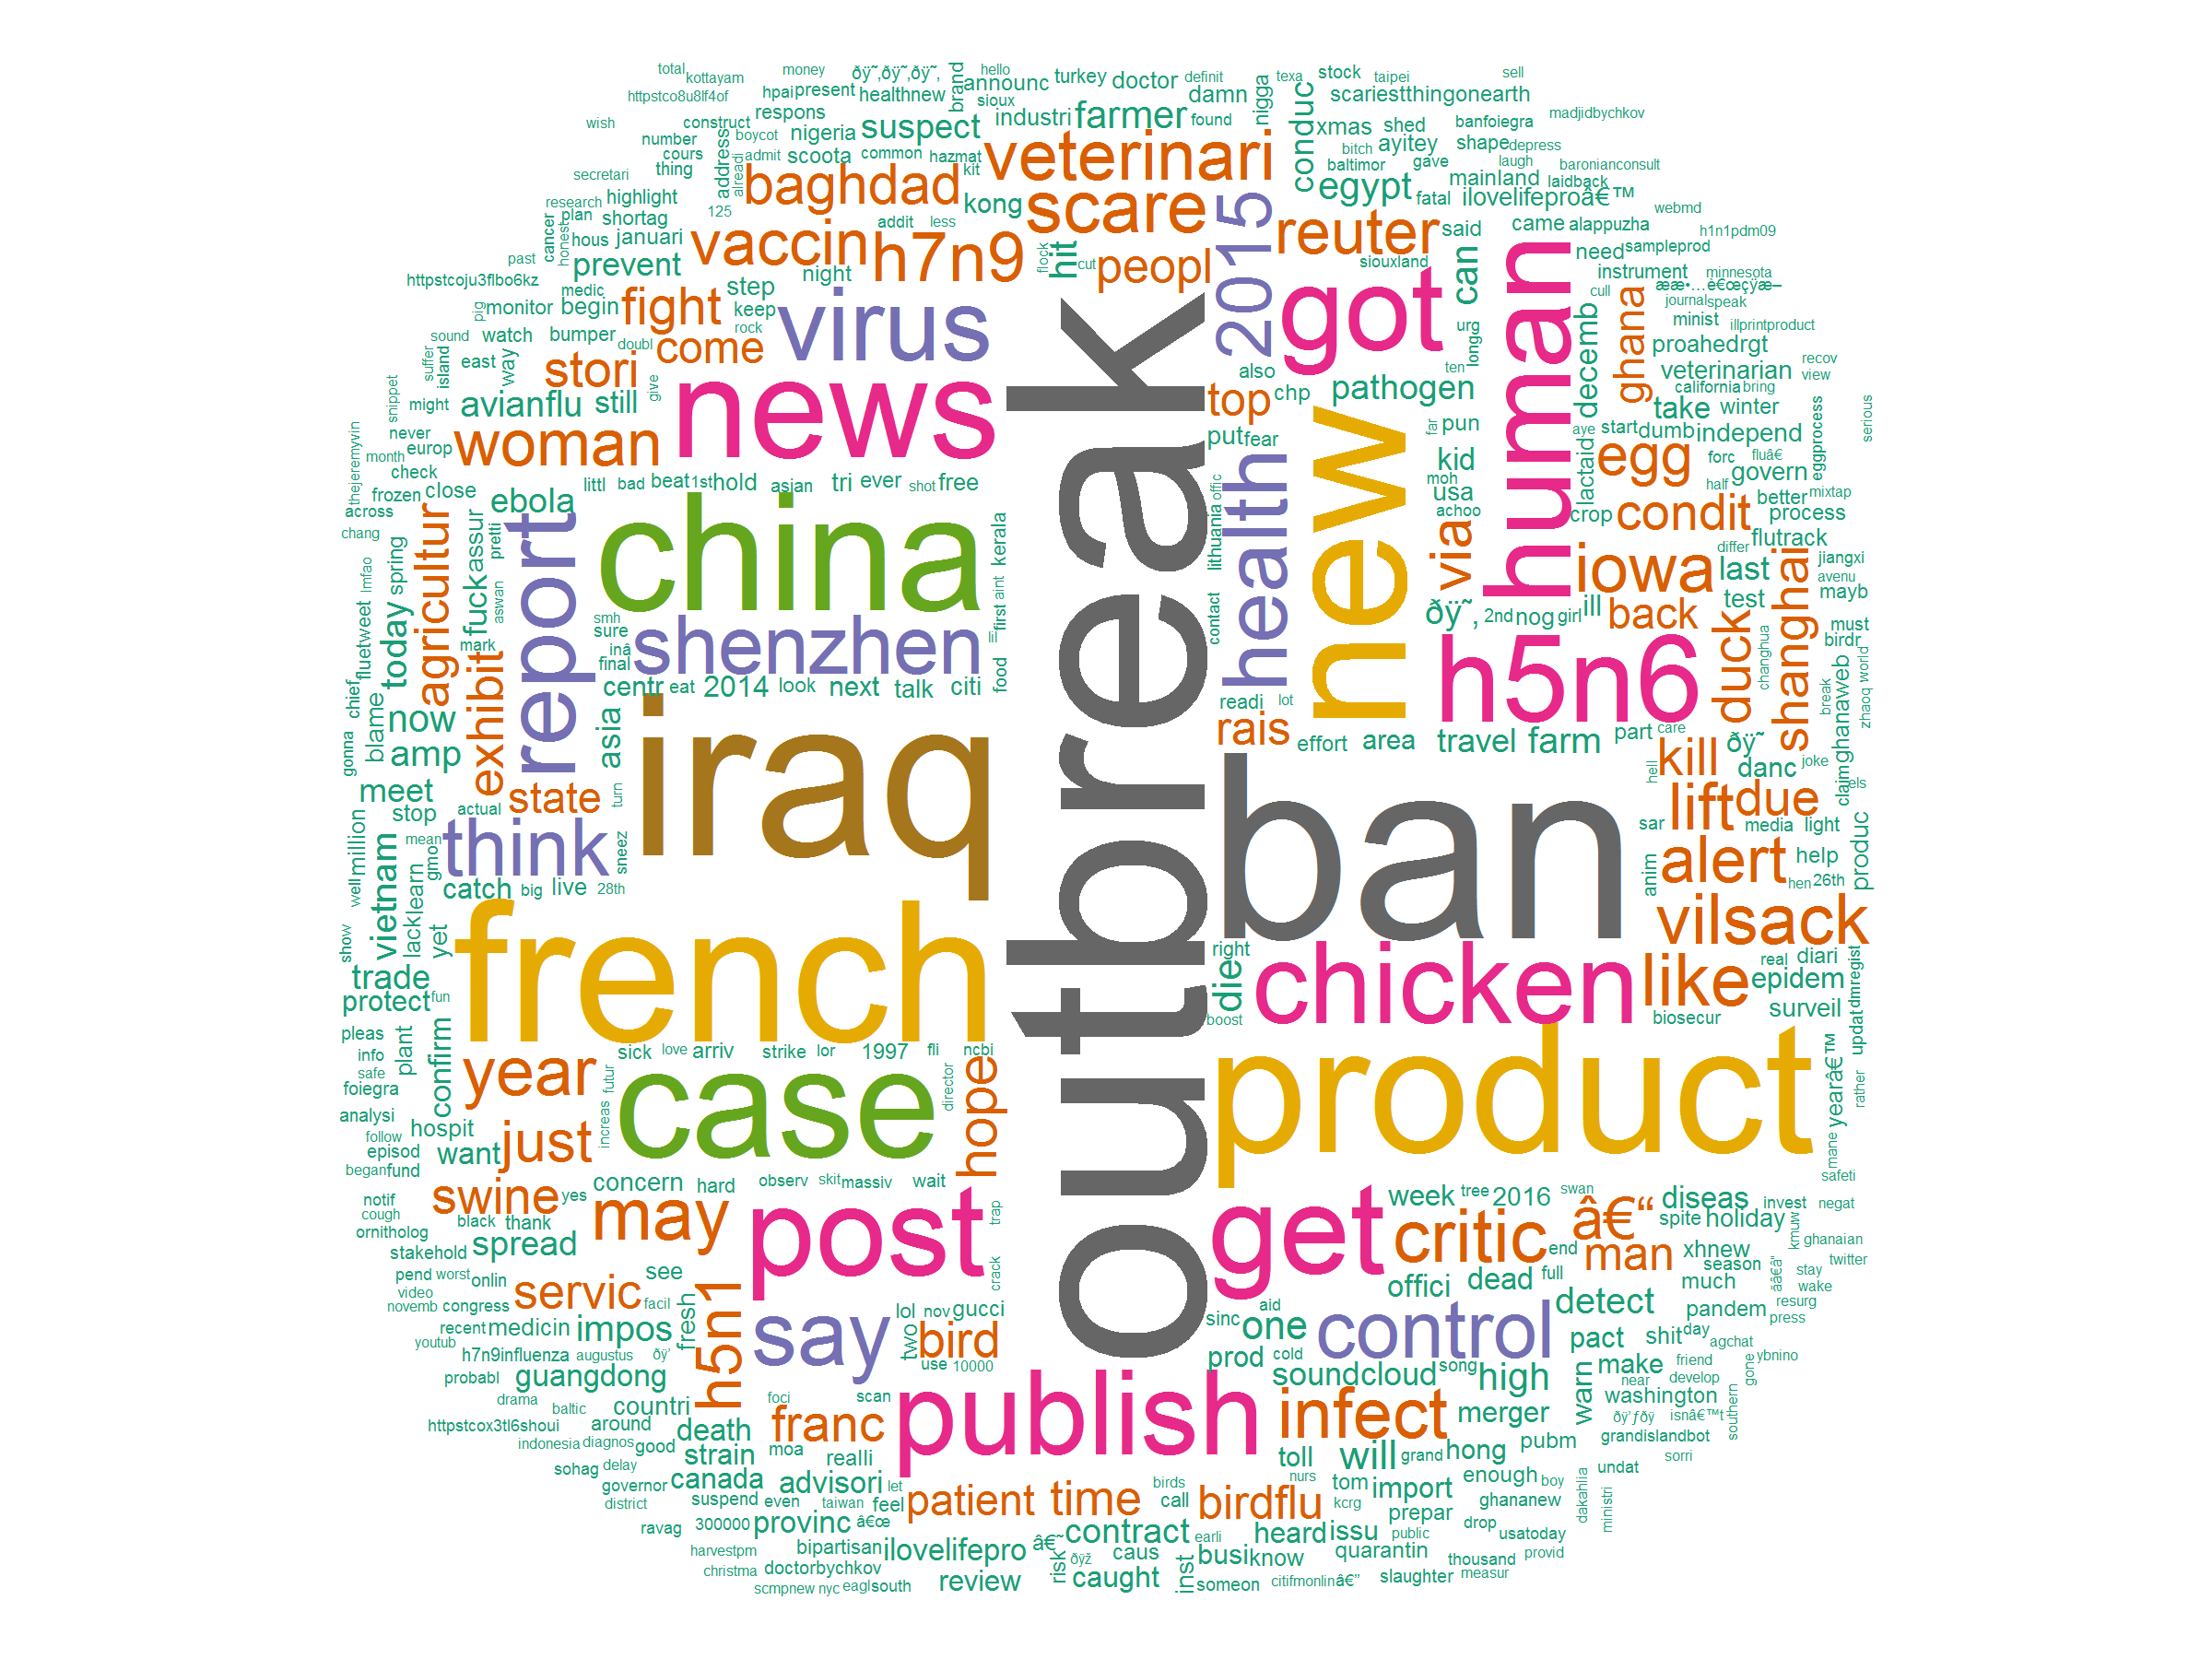 total money ðÿ˜‚ðÿ˜‚ðÿ˜‚ hello
kottayam brand announc turkey doctor definit texa stock taipei sell
httpstco8u8lf4of hpai present healthnew sioux damn nigga scariestthingonearth
wish construct respons industri farmer found conduc xmas shed banfoiegra madjidbychkov
number boycot nigeria suspect veterinari bitch ayitey shape depress
cours address admit scoota common hazmat baltimor gave laugh baronianconsult
secretari thing alreadi baghdad kit egypt mainland laidback
research highlight 125 kong scare 2015 fatal ilovelifeproâ€™
cancer plan shortag addit less reuter said came alappuzha webmd
honest hous januari vaccin h7n9 flock hit can need sampleprod h1n1pdm09
past prevent night cut peopl siouxland instrument minnesota
httpstcoju3flbo6kz medic step human cull
pig monitor begin fight keep virus got urg decemb ghana journal speak
sound watch bumper doubl rock come long minist illprintproduct
suffer island east way stori also ten proahedrgt recov
snippet might avianflu still give news outbreak top chp pathogen veterinarian view
never woman put fear far pun aye california bring take winter serious
thejeremyvin month europ new kid start dumb independ eggprocess
check littl bad beat 1st hold asian tri ever shot free health moh lactaid egg forc fluâ€ govern
frozen close ebola china offic usa half better mixtap
across agricultur fuck assur report kerala lithuania achoo via crop condit process
chang pretti differ flutrack
lmfao spring iowa last shanghai jiangxi
today aswan smh shenzhen first aint contact ðÿ˜‚ 2nd nog girl ill back test avenu mayb
fluetweet mark sure inâ final h5n6 duck must birdr
chief exhibit centr eat 2014 look next talk citi food readi lot changhua ghanaweb
blame now asia iraq rais effort area travel farm part care ðÿ˜ break zhaoq world
gonna amp ban hell kill danc joke claim els
meet state turn lift due
stop actual sar media light produc
million mean think sneez alert help
well vietnam gmo catch big live 28th anim hen 26th
lack learn french vilsack
show yet right real diari
trade die chicken like epidem
protect fun boost biosecur surveil updat dmregist
pleas plant sick love arriv strike lor 1997 fli ncbi product
info safe confirm year case hope yearâ€™
foiegra futur director rather
analysi hospit increas
follow episod want just mane
began fund concern hard observ skit massiv wait safeti
notif swine yes may post trap get week tree 2016 swan diseas invest negat
cough black thank critic â€“ spite holiday kmuw
ornitholog spread man xhnew ghanaian
stakhold see end season ââ€“ twitter
pend worst onlin servic crack offici dead full much stay
video facil aid detect wake
novemb congress h5n1 fresh say lol nov gucci sinc one control pandem resurg
recent medicin impos two bird pact shit day press
youtub augustus ðÿ’ prod cold agchat
h7n9influenza use 10000 soundcloud song high warn make friend gone ybnino
probabl guangdong develop
drama countri foci scan publish infect near washington
baltic death franc merger ðÿ’ƒðÿ isnâ€™t southern
httpstcox3tl6shoui around moa hong pubm grandislandbot
indonesia diagnos good strain realli toll will grand sorri
sohag delay canada advisori let nurs enough boy undat
governor birds tom import dakahlia
district suspend even taiwan feel patient time call birdflu kcrg ghananew ministri
ravag 300000 provinc â€œ contract earli heard issu public prepar drop usatoday
harvestpm bipartisan ilovelifepro â€˜ ðÿž caus busi know quarantin thousand provid
christma doctorbychkov risk caught inst someon citifmonlin â€” slaughter measur
scmpnew nyc eagl south review